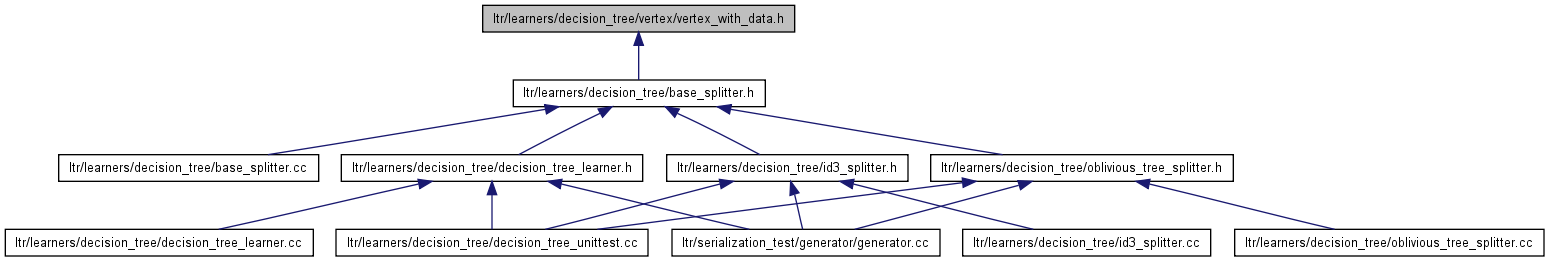 ltr/learners/decision_tree/vertex/vertex_with_data.h
ltr/learners/decision_tree/base_splitter.h
ltr/learners/decision_tree/base_splitter.cc
ltr/learners/decision_tree/decision_tree_learner.h
ltr/learners/decision_tree/id3_splitter.h
ltr/learners/decision_tree/oblivious_tree_splitter.h
ltr/learners/decision_tree/decision_tree_learner.cc
ltr/learners/decision_tree/decision_tree_unittest.cc
ltr/serialization_test/generator/generator.cc
ltr/learners/decision_tree/id3_splitter.cc
ltr/learners/decision_tree/oblivious_tree_splitter.cc